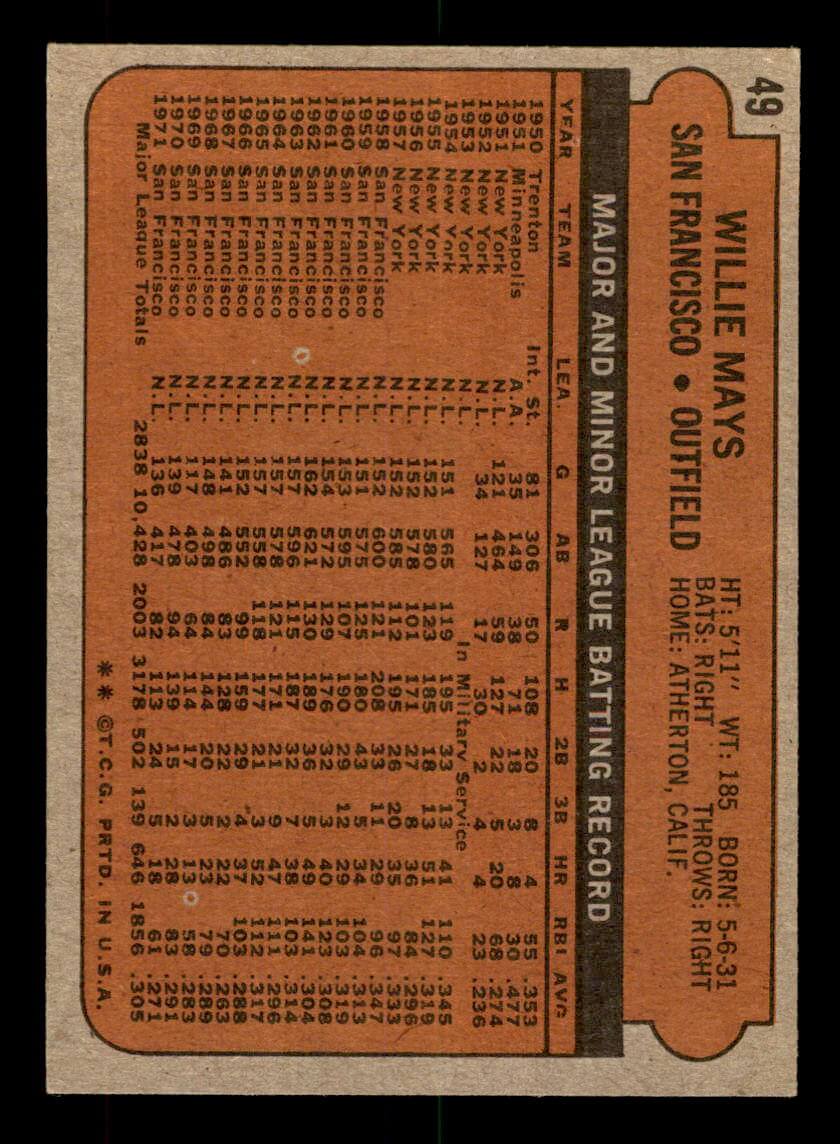 49
WILLIE MAYS
SAN FRANCISCO • OUTFIELD
HT: 5'11" WT: 185 BORN: 5-6-31
BATS: RIGHT THROWS: RIGHT
HOME: ATHERTON, CALIF.
MAJOR AND MINOR LEAGUE BATTING RECORD
YEAR TEAM LEA. G AB R H 2B 3B HR RBI AVG
1950 Trenton Int. St. 81 306 50 108 20 8 4 55 .353
1951 Minneapolis A.A. 35 149 38 71 18 3 8 30 .477
1951 New York N.L. 121 464 59 127 22 5 20 68 .274
1952 New York N.L. 34 127 17 30 2 4 4 23 .236
1953 New York N.L. In Military Service
1954 New York N.L. 151 565 119 195 33 13 41 110 .345
1955 New York N.L. 152 580 123 185 18 13 51 127 .319
1956 New York N.L. 152 578 101 171 27 8 36 84 .296
1957 New York N.L. 152 585 112 195 26 20 35 97 .333
1958 San Francisco N.L. 152 600 121 208 33 11 29 96 .347
1959 San Francisco N.L. 151 575 125 180 43 5 34 104 .313
1960 San Francisco N.L. 153 595 107 190 29 12 29 103 .319
1961 San Francisco N.L. 154 572 129 176 32 3 40 123 .308
1962 San Francisco N.L. 162 621 130 189 36 5 49 141 .304
1963 San Francisco N.L. 157 596 115 187 32 7 38 103 .314
1964 San Francisco N.L. 157 578 121 171 21 9 47 111 .296
1965 San Francisco N.L. 157 558 118 177 21 3 52 112 .317
1966 San Francisco N.L. 152 552 99 159 29 4 37 103 .288
1967 San Francisco N.L. 141 486 83 128 22 2 22 70 .263
1968 San Francisco N.L. 148 498 84 144 20 5 23 79 .289
1969 San Francisco N.L. 117 403 64 114 17 3 13 58 .283
1970 San Francisco N.L. 139 478 94 139 15 2 28 83 .291
1971 San Francisco N.L. 136 417 82 113 24 5 18 61 .271
Major League Totals 2838 10,428 2003 3178 502 139 646 1856 .305
** ©T.C.G. PRTD. IN U.S.A.